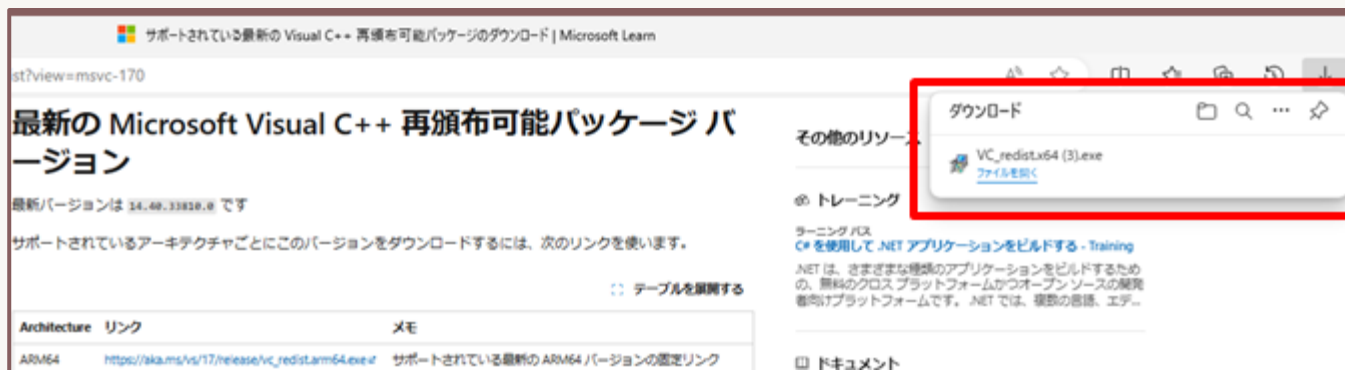 サポートされている最新の Visual C++ 再頒布可能パッケージのダウンロード | Microsoft Learn
st?view=msvc-170
ダウンロード
VC_redist.x64 (3).exe
ファイルを開く
最新の Microsoft Visual C++ 再頒布可能パッケージ バ
ージョン
最新バージョンは 14.40.33810.0 です
サポートされているアーキテクチャごとにこのバージョンをダウンロードするには、次のリンクを使います。
テーブルを展開する
Architecture リンク メモ
ARM64 https://aka.ms/vs/17/release/vc_redist.arm64.exe サポートされている最新の ARM64 バージョンの固定リンク
その他のリソース
トレーニング
ラーニング パス
C# を使用して .NET アプリケーションをビルドする - Training
.NET は、さまざまな種類のアプリケーションをビルドするため
の、無料のクロス プラットフォームかつオープン ソースの開発
者向けプラットフォームです。 .NET では、複数の言語、エデ...
ドキュメント